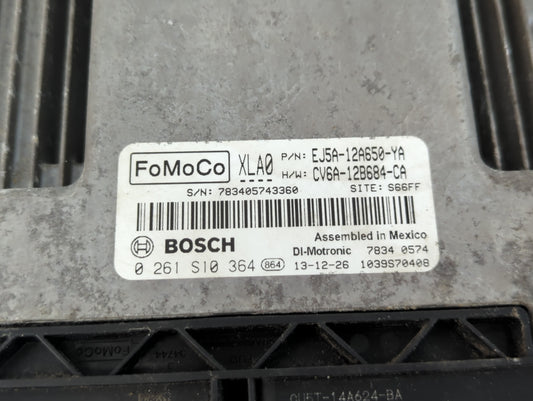 FoMoCo XLA0 P/N: EJ5A-12A650-YA
H/W: CV6A-12B684-CA
S/N: 783405743360 SITE: S66FF
BOSCH Assembled in Mexico
DI-Motronic 7834 0574
0 261 S10 364 864 13-12-26 1039S70408
FoMoCo 34744
CU5T-14A624-BA